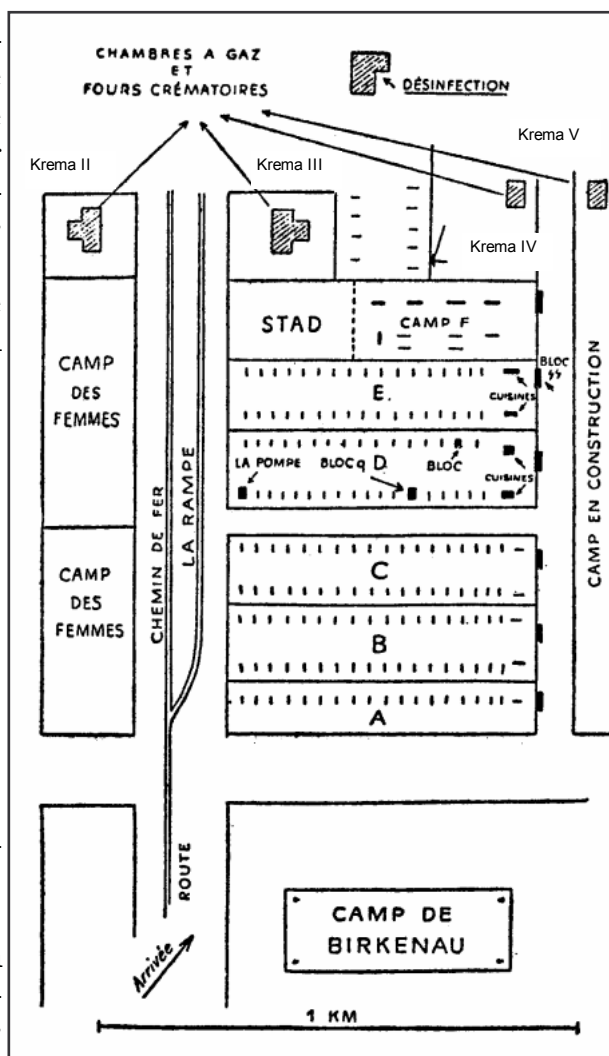 CHAMBRES A GAZ
ET
FOURS CRÉMATOIRES
DÉSINFECTION
Krema V
Krema II
Krema III
Krema IV
STAD
CAMP F
BLOC
ϟϟ
CAMP
DES
FEMMES
E.
CUISINES
LA POMPE
BLOC 9
D
BLOC
CUISINES
CHEMIN DE FER
LA RAMPE
CAMP EN CONSTRUCTION
CAMP
DES
FEMMES
C
B
A
ROUTE
CAMP DE
BIRKENAU
Arrivée
1 KM